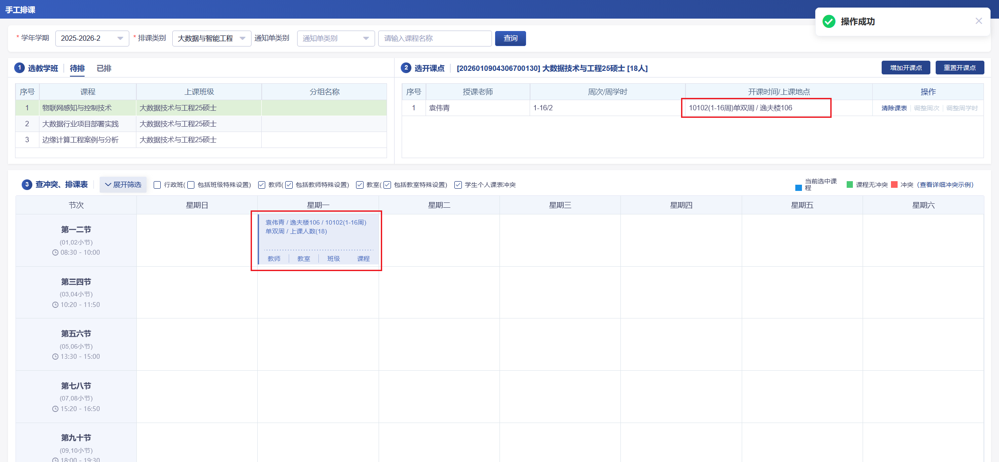 手工排课
操作成功
* 学年学期 2025-2026-2 * 排课类别 大数据与智能工程 通知单类别 通知单类别 请输入课程名称 查询
1 选教学班 待排 已排
2 选开课点 [2026010904306700130] 大数据技术与工程25硕士 [18人] 增加开课点 重置开课点
序号 课程 上课班级 分组名称
1 物联网感知与控制技术 大数据技术与工程25硕士
2 大数据行业项目部署实践 大数据技术与工程25硕士
3 边缘计算工程案例与分析 大数据技术与工程25硕士
序号 授课老师 周次/周学时 开课时间/上课地点 操作
1 袁伟青 1-16/2 10102(1-16周)单双周 / 逸夫楼106 清除课表 调整周次 调整周学时
3 查冲突、排课表 展开筛选 行政班( 包括班级特殊设置) 教师( 包括教师特殊设置) 教室( 包括教室特殊设置) 学生个人课表冲突
当前选中课
程
课程无冲突 冲突 (查看详细冲突示例)
节次 星期日 星期一 星期二 星期三 星期四 星期五 星期六
第一二节
(01,02小节)
08:30 - 10:00
袁伟青 / 逸夫楼106 / 10102(1-16周)
单双周 / 上课人数(18)
教师 教室 班级 课程
第三四节
(03,04小节)
10:20 - 11:50
第五六节
(05,06小节)
13:30 - 15:00
第七八节
(07,08小节)
15:20 - 16:50
第九十节
(09,10小节)
18:00 - 19:30